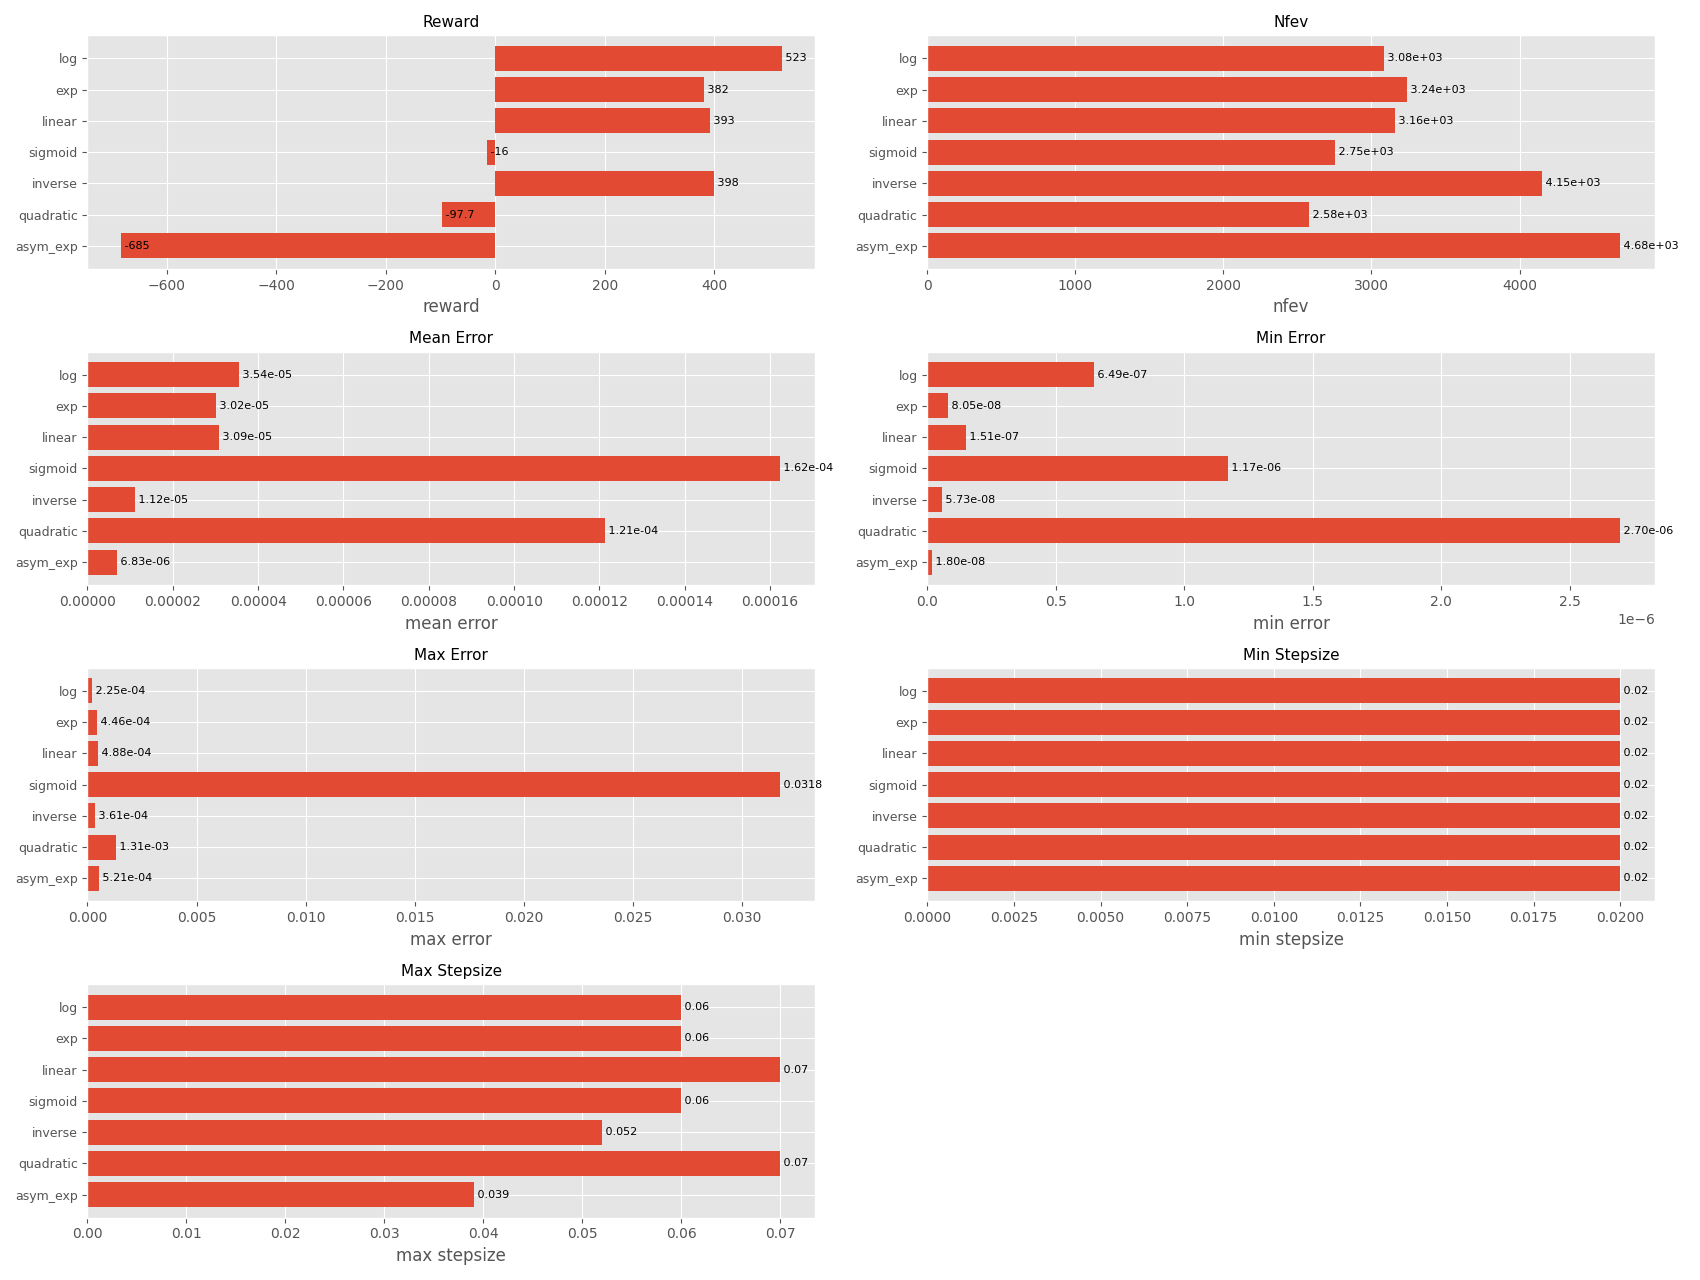 Reward
log 523
exp 382
linear 393
sigmoid -16
inverse 398
quadratic -97.7
asym_exp -685
−600 −400 −200 0 200 400
reward
Nfev
log 3.08e+03
exp 3.24e+03
linear 3.16e+03
sigmoid 2.75e+03
inverse 4.15e+03
quadratic 2.58e+03
asym_exp 4.68e+03
0 1000 2000 3000 4000
nfev
Mean Error
log 3.54e-05
exp 3.02e-05
linear 3.09e-05
sigmoid 1.62e-04
inverse 1.12e-05
quadratic 1.21e-04
asym_exp 6.83e-06
0.00000 0.00002 0.00004 0.00006 0.00008 0.00010 0.00012 0.00014 0.00016
mean error
Min Error
log 6.49e-07
exp 8.05e-08
linear 1.51e-07
sigmoid 1.17e-06
inverse 5.73e-08
quadratic 2.70e-06
asym_exp 1.80e-08
0.0 0.5 1.0 1.5 2.0 2.5
1e−6
min error
Max Error
log 2.25e-04
exp 4.46e-04
linear 4.88e-04
sigmoid 0.0318
inverse 3.61e-04
quadratic 1.31e-03
asym_exp 5.21e-04
0.000 0.005 0.010 0.015 0.020 0.025 0.030
max error
Min Stepsize
log 0.02
exp 0.02
linear 0.02
sigmoid 0.02
inverse 0.02
quadratic 0.02
asym_exp 0.02
0.0000 0.0025 0.0050 0.0075 0.0100 0.0125 0.0150 0.0175 0.0200
min stepsize
Max Stepsize
log 0.06
exp 0.06
linear 0.07
sigmoid 0.06
inverse 0.052
quadratic 0.07
asym_exp 0.039
0.00 0.01 0.02 0.03 0.04 0.05 0.06 0.07
max stepsize